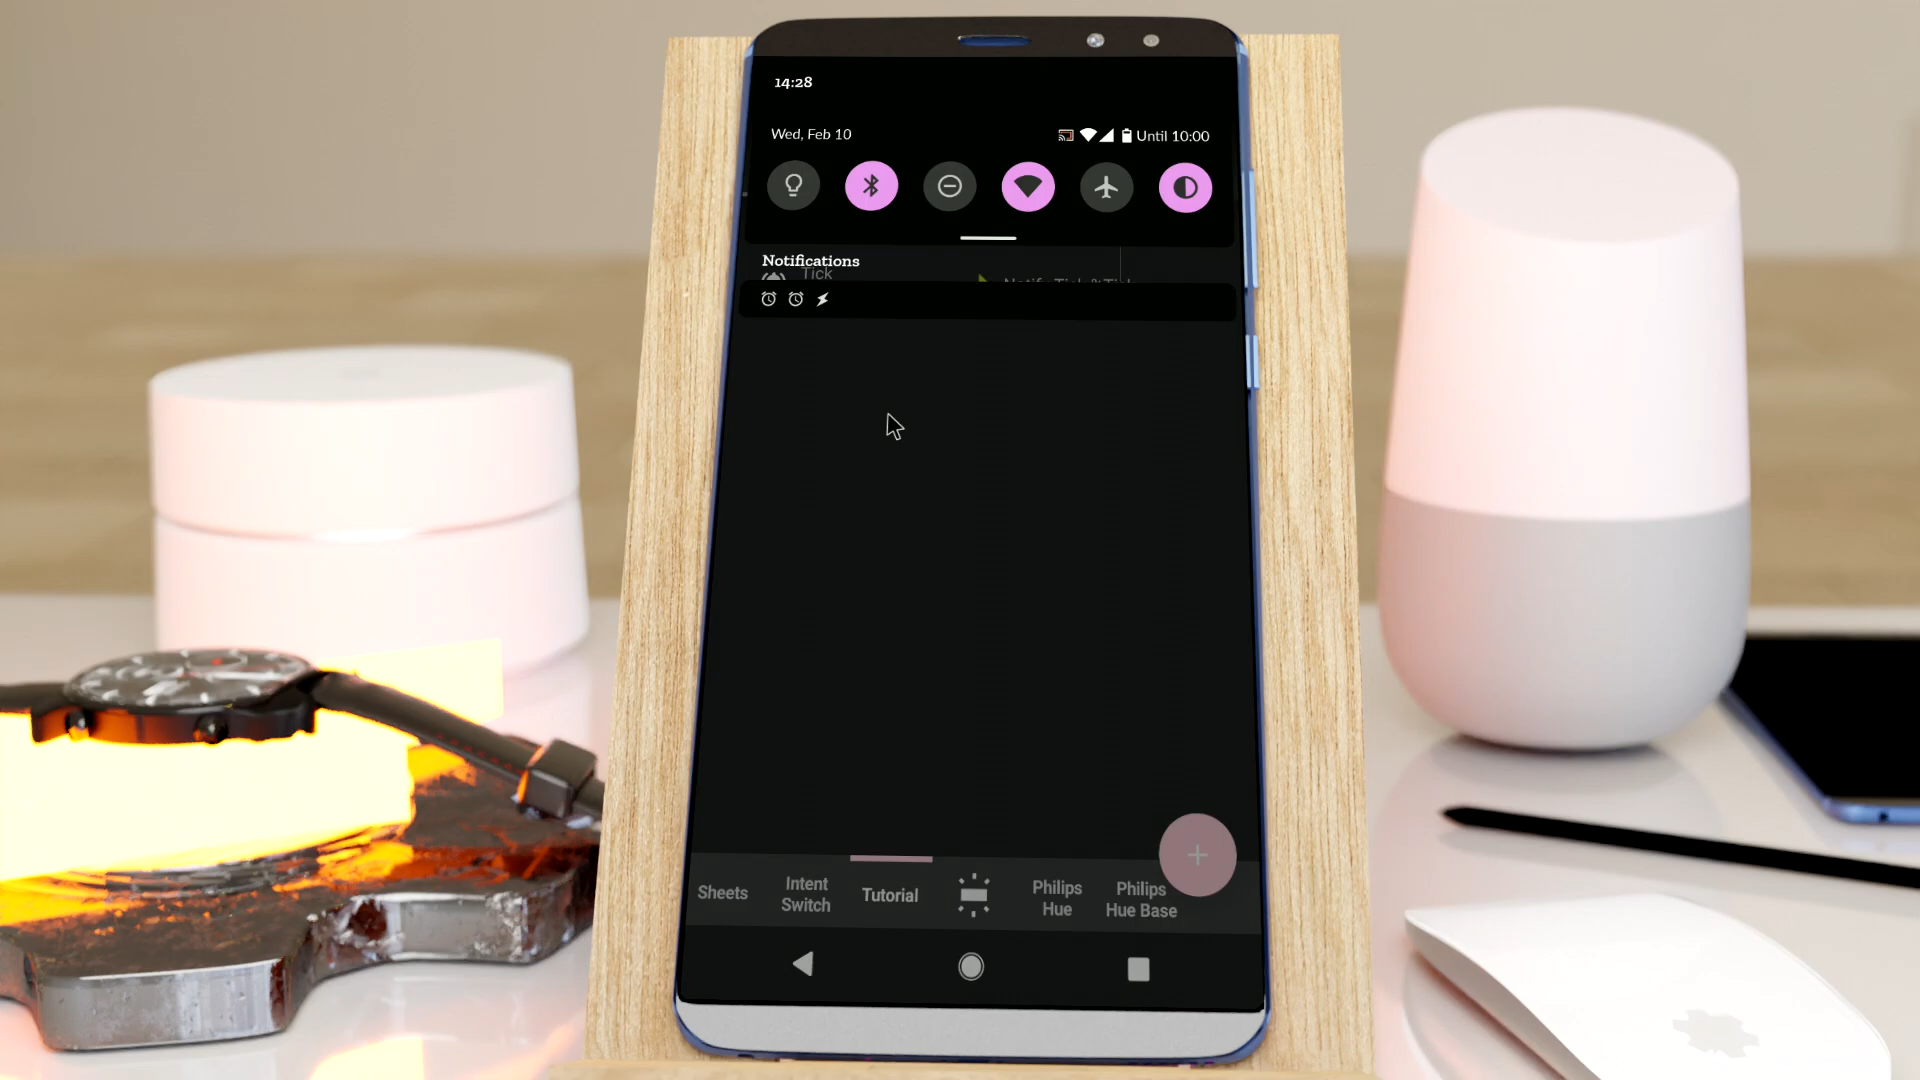 14:28
Wed, Feb 10
Until 10:00
Notifications
Tick
Sheets
Intent
Switch
Tutorial
Philips
Hue
Philips
Hue Base